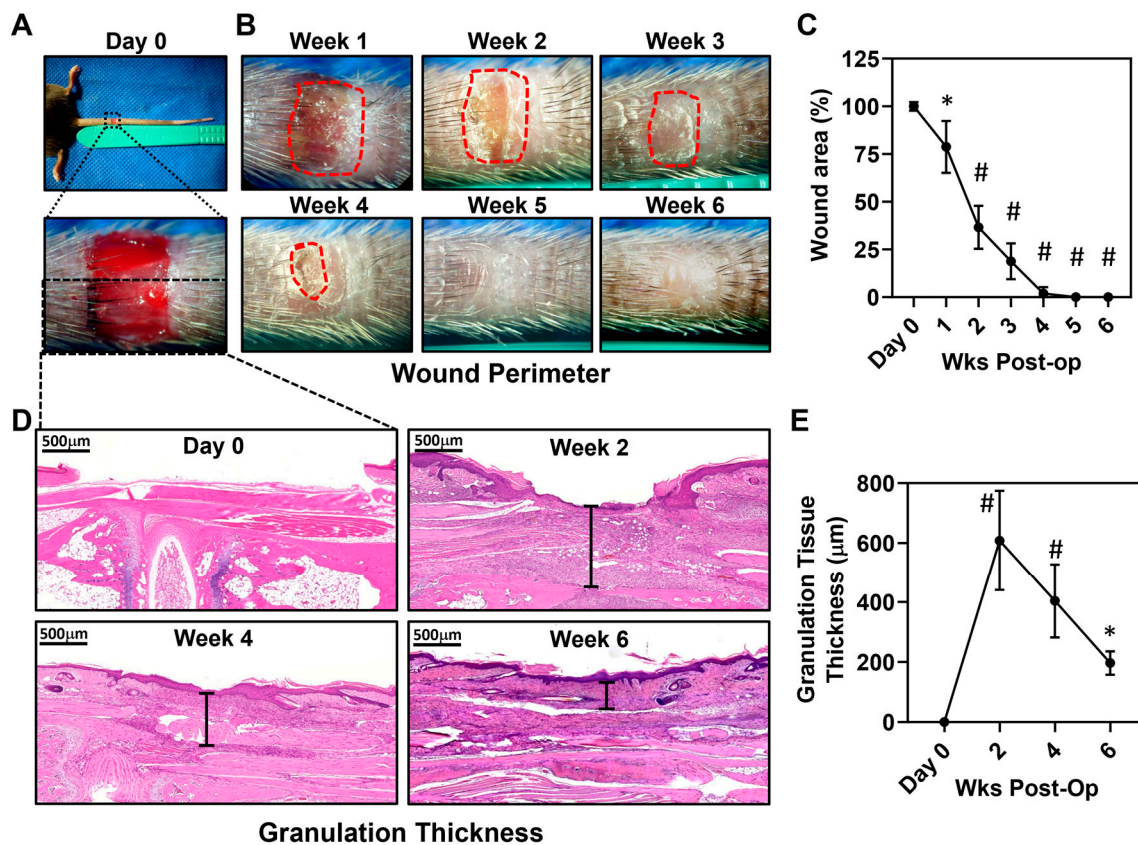 A
Day 0
B
Week 1
Week 2
Week 3
Week 4
Week 5
Week 6
Wound Perimeter
C
Wound area (%)
100
75
50
25
0
*
#
#
#
#
#
Day 0
1
2
3
4
5
6
Wks Post-op
D
500μm
Day 0
500μm
Week 2
500μm
Week 4
500μm
Week 6
Granulation Thickness
E
Granulation Tissue
Thickness (μm)
800
600
400
200
0
#
#
*
Day 0
2
4
6
Wks Post-Op